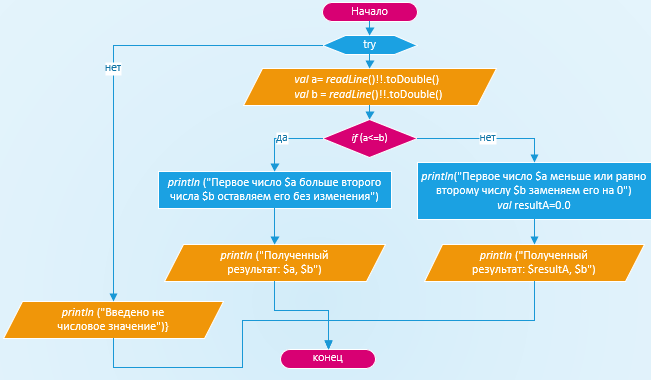 Начало
try
нет
val a= readLine()!!.toDouble()
val b = readLine()!!.toDouble()
if (a<=b)
да
нет
println ("Первое число $a больше второго
числа $b оставляем его без изменения")
println("Первое число $a меньше или равно
второму числу $b заменяем его на 0")
val resultA=0.0
println ("Полученный
результат: $a, $b")
println ("Полученный
результат: $resultA, $b")
println ("Введено не
числовое значение")}
конец